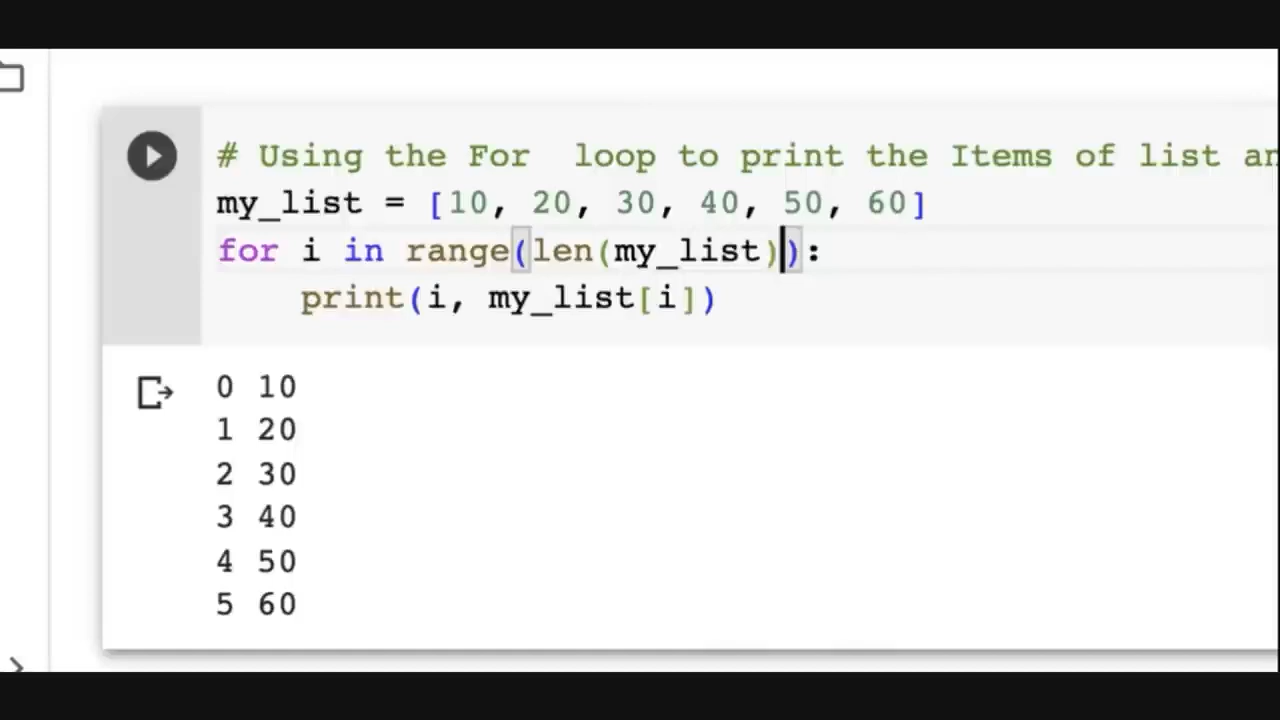 # Using the For  loop to print the Items of list
my_list = [10, 20, 30, 40, 50, 60]
for i in range(len(my_list)):
    print(i, my_list[i])
0 10
1 20
2 30
3 40
4 50
5 60